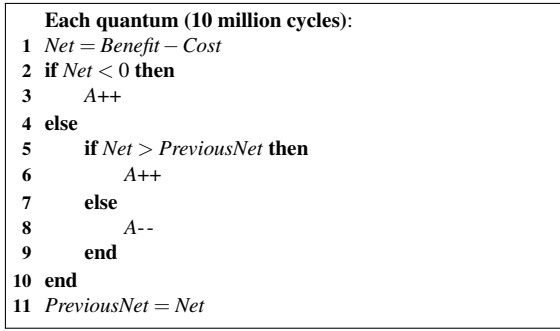 Each quantum (10 million cycles):
1 Net = Benefit − Cost
2 if Net < 0 then
3 A++
4 else
5 if Net > PreviousNet then
6 A++
7 else
8 A--
9 end
10 end
11 PreviousNet = Net